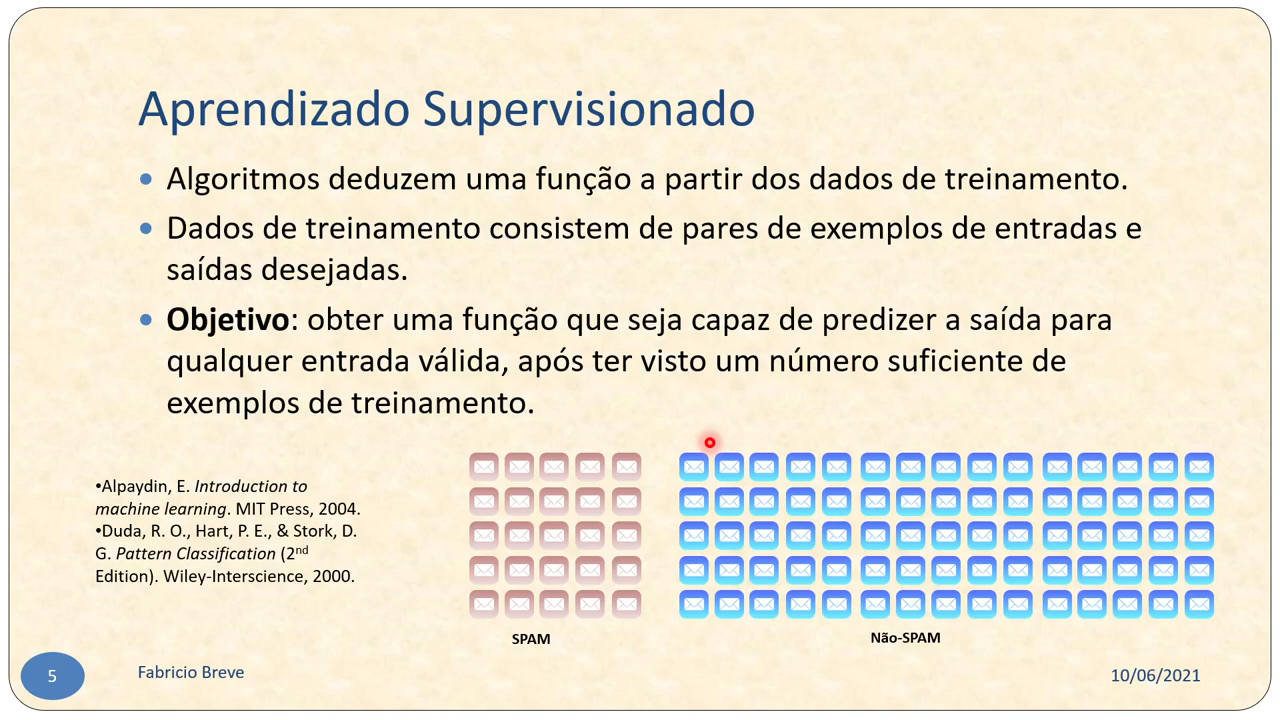 Aprendizado Supervisionado
• Algoritmos deduzem uma função a partir dos dados de treinamento.
• Dados de treinamento consistem de pares de exemplos de entradas e
saídas desejadas.
• Objetivo: obter uma função que seja capaz de predizer a saída para
qualquer entrada válida, após ter visto um número suficiente de
exemplos de treinamento.
•Alpaydin, E. Introduction to
machine learning. MIT Press, 2004.
•Duda, R. O., Hart, P. E., & Stork, D.
G. Pattern Classification (2nd
Edition). Wiley-Interscience, 2000.
SPAM
Não-SPAM
5
Fabricio Breve
10/06/2021